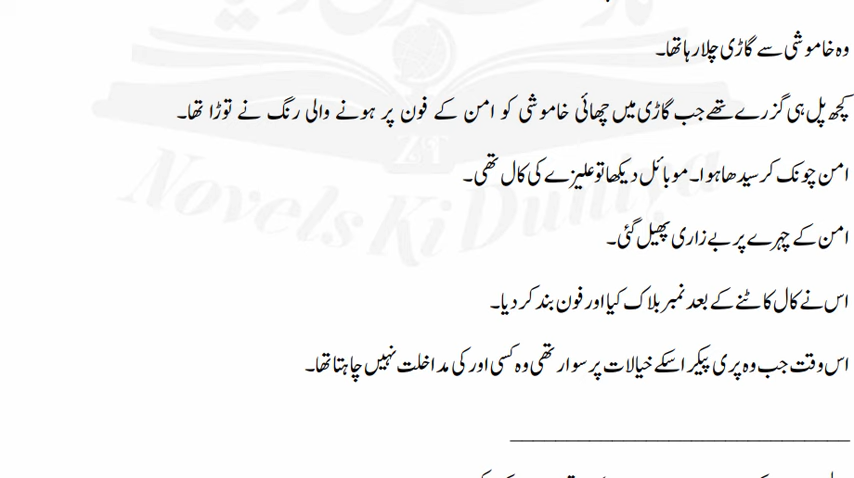 وہ خاموشی سے گاڑی چلا رہا تھا۔
کچھ پل ہی گزرے تھے جب گاڑی میں چھائی خاموشی کو امن کے فون پر ہونے والی رنگ نے توڑا تھا۔
امن چونک کر سیدھا ہوا۔ موبائل دیکھا تو علیزے کی کال تھی۔
امن کے چہرے پر بے زاری پھیل گئی۔
اس نے کال کاٹنے کے بعد نمبر بلاک کیا اور فون بند کر دیا۔
اس وقت جب وہ پری پیکر اسکے خیالات پر سوار تھی وہ کسی اور کی مداخلت نہیں چاہتا تھا۔
ZT
Novels Ki Duniya